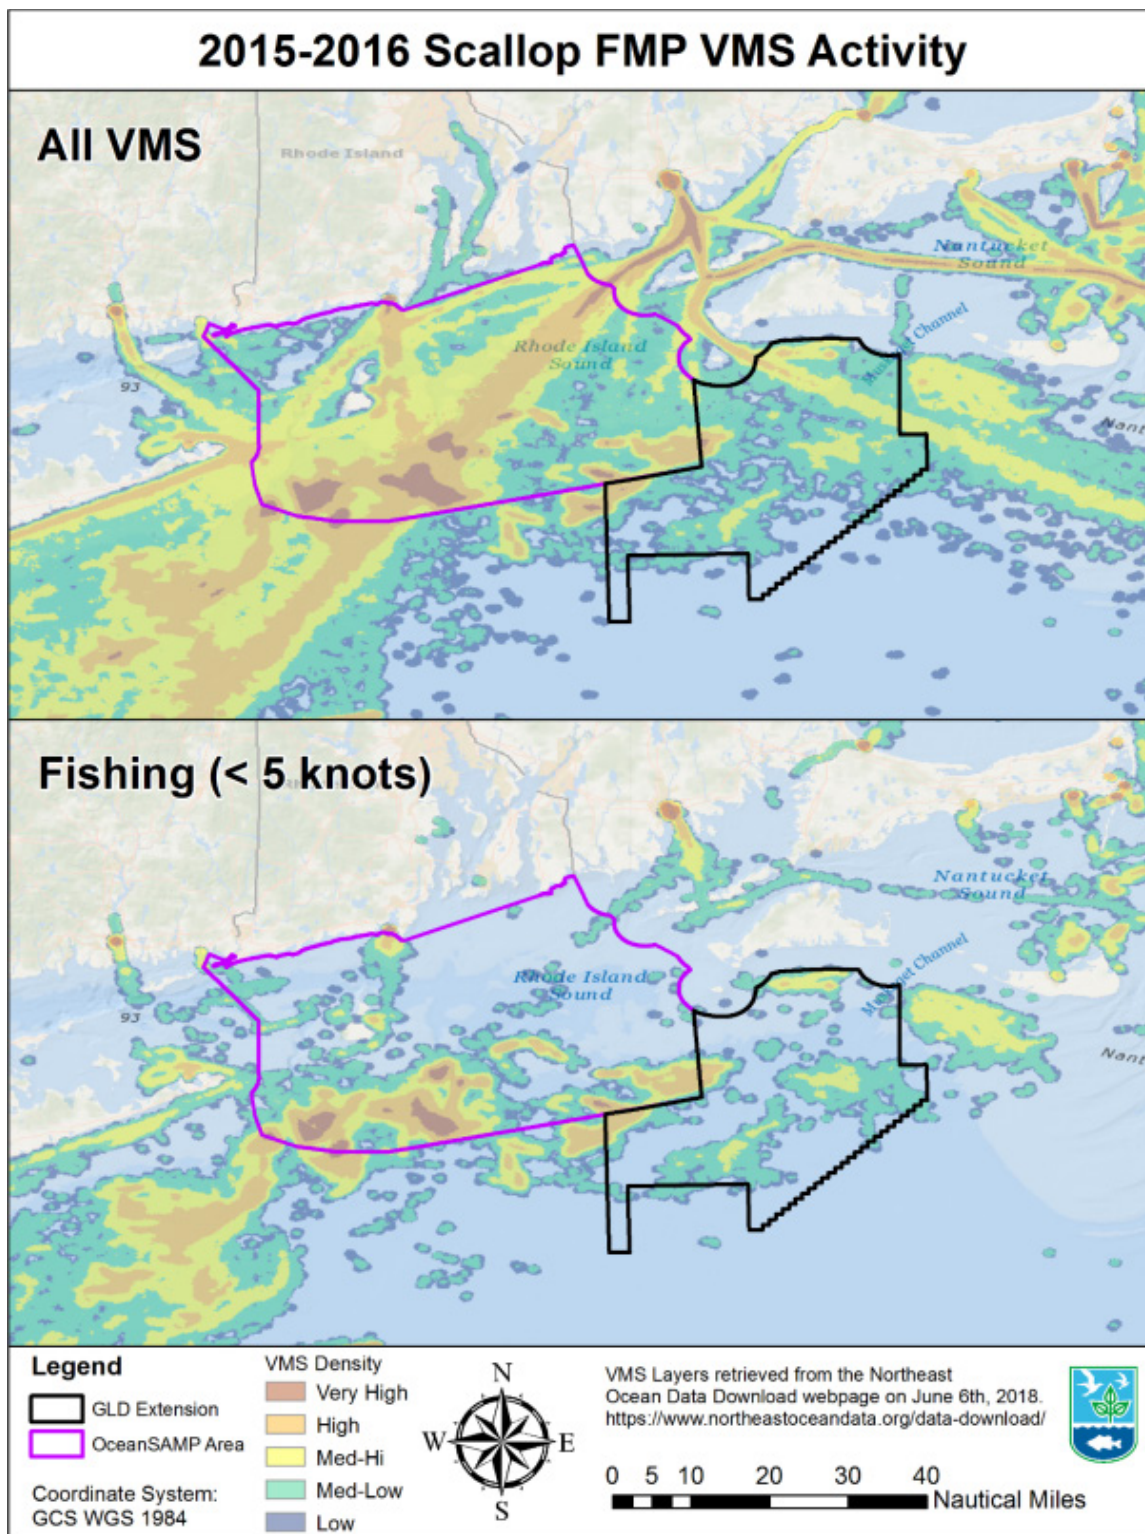 2015-2016 Scallop FMP VMS Activity
All VMS
Rhode Island
Nantucket
Sound
Rhode Island
Sound
Channel
93
Fishing (< 5 knots)
Nantucket
Sound
Rhode Island
Sound
Channel
93
Legend
GLD Extension
OceanSAMP Area
Coordinate System:
GCS WGS 1984
VMS Density
Very High
High
Med-Hi
Med-Low
Low
N
W
E
S
VMS Layers retrieved from the Northeast
Ocean Data Download webpage on June 6th, 2018.
https://www.northeastoceandata.org/data-download/
0 5 10 20 30 40
Nautical Miles